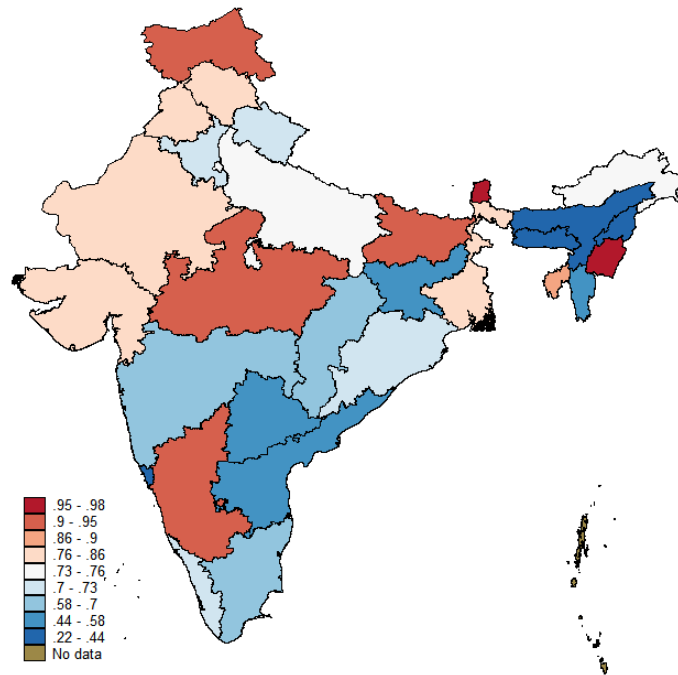 .95 - .98
.9 - .95
.86 - .9
.76 - .86
.73 - .76
.7 - .73
.58 - .7
.44 - .58
.22 - .44
No data